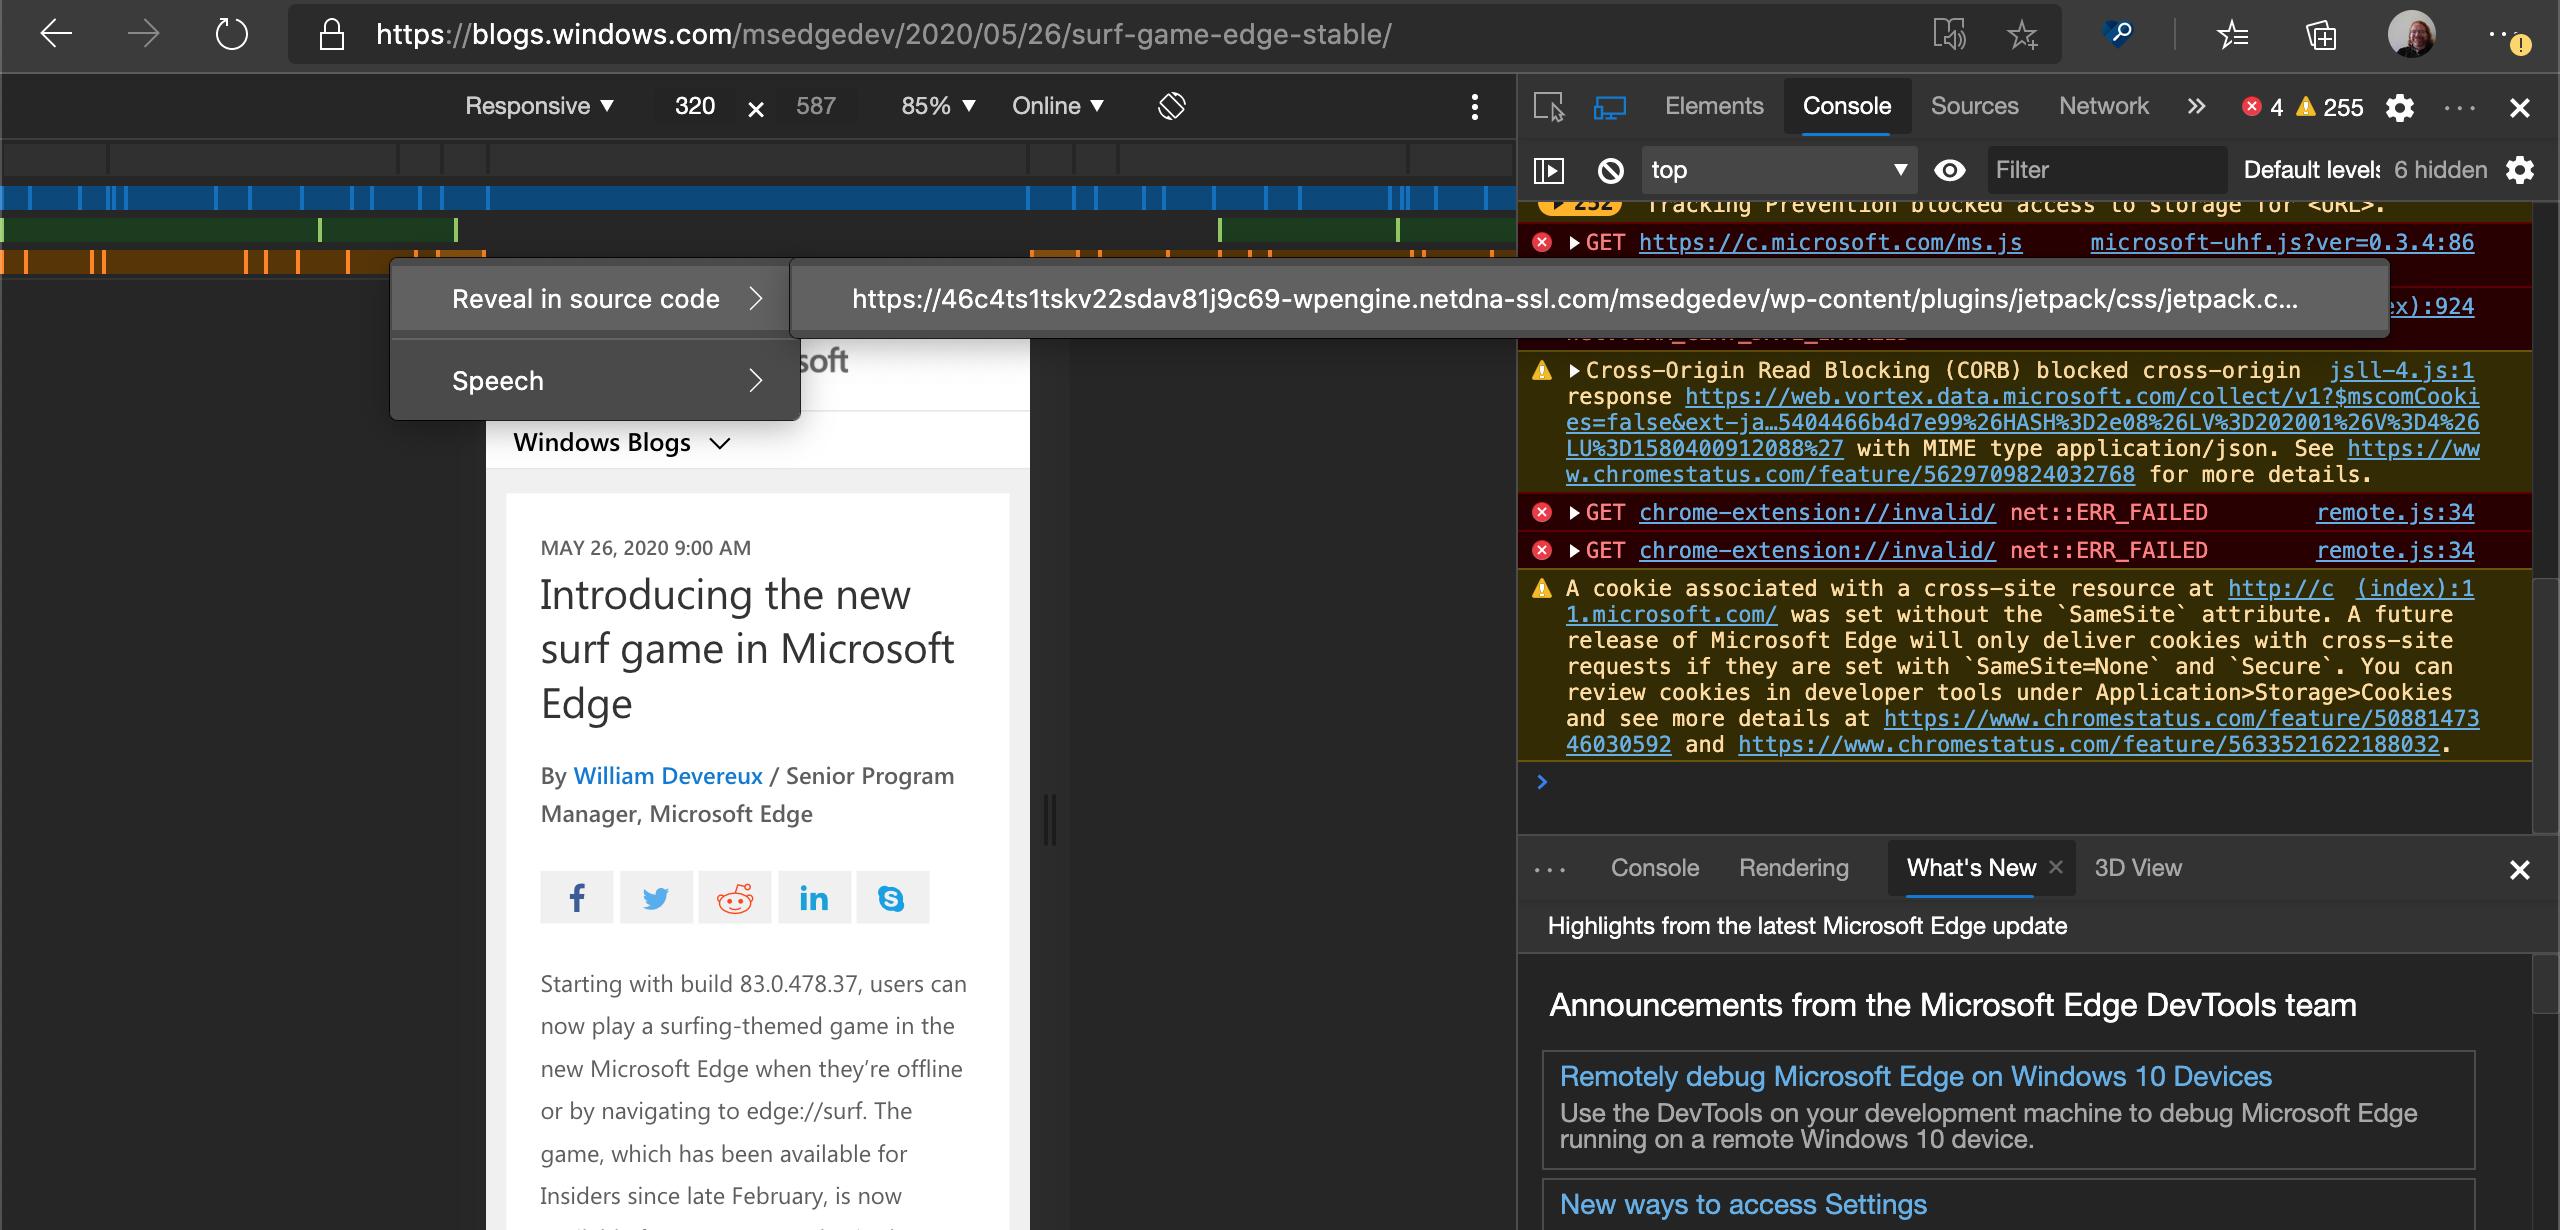 https://blogs.windows.com/msedgedev/2020/05/26/surf-game-edge-stable/
Responsive ▼ 320 × 587 85% ▼ Online ▼
Elements Console Sources Network » 4 255
top Filter Default levels 6 hidden
252 Tracking Prevention blocked access to storage for <URL>.
GET https://c.microsoft.com/ms.js microsoft-uhf.js?ver=0.3.4:86
Reveal in source code
https://46c4ts1tskv22sdav81j9c69-wpengine.netdna-ssl.com/msedgedev/wp-content/plugins/jetpack/css/jetpack.c...
ex):924
Speech
soft
Windows Blogs
MAY 26, 2020 9:00 AM
Introducing the new
surf game in Microsoft
Edge
By William Devereux / Senior Program
Manager, Microsoft Edge
Starting with build 83.0.478.37, users can
now play a surfing-themed game in the
new Microsoft Edge when they’re offline
or by navigating to edge://surf. The
game, which has been available for
Insiders since late February, is now
Cross-Origin Read Blocking (CORB) blocked cross-origin jsll-4.js:1
response https://web.vortex.data.microsoft.com/collect/v1?$mscomCooki
es=false&ext-ja…5404466b4d7e99%26HASH%3D2e08%26LV%3D202001%26V%3D4%26
LU%3D1580400912088%27 with MIME type application/json. See https://ww
w.chromestatus.com/feature/5629709824032768 for more details.
GET chrome-extension://invalid/ net::ERR_FAILED remote.js:34
GET chrome-extension://invalid/ net::ERR_FAILED remote.js:34
A cookie associated with a cross-site resource at http://c (index):1
1.microsoft.com/ was set without the `SameSite` attribute. A future
release of Microsoft Edge will only deliver cookies with cross-site
requests if they are set with `SameSite=None` and `Secure`. You can
review cookies in developer tools under Application>Storage>Cookies
and see more details at https://www.chromestatus.com/feature/50881473
46030592 and https://www.chromestatus.com/feature/5633521622188032.
Console Rendering What's New × 3D View
Highlights from the latest Microsoft Edge update
Announcements from the Microsoft Edge DevTools team
Remotely debug Microsoft Edge on Windows 10 Devices
Use the DevTools on your development machine to debug Microsoft Edge
running on a remote Windows 10 device.
New ways to access Settings